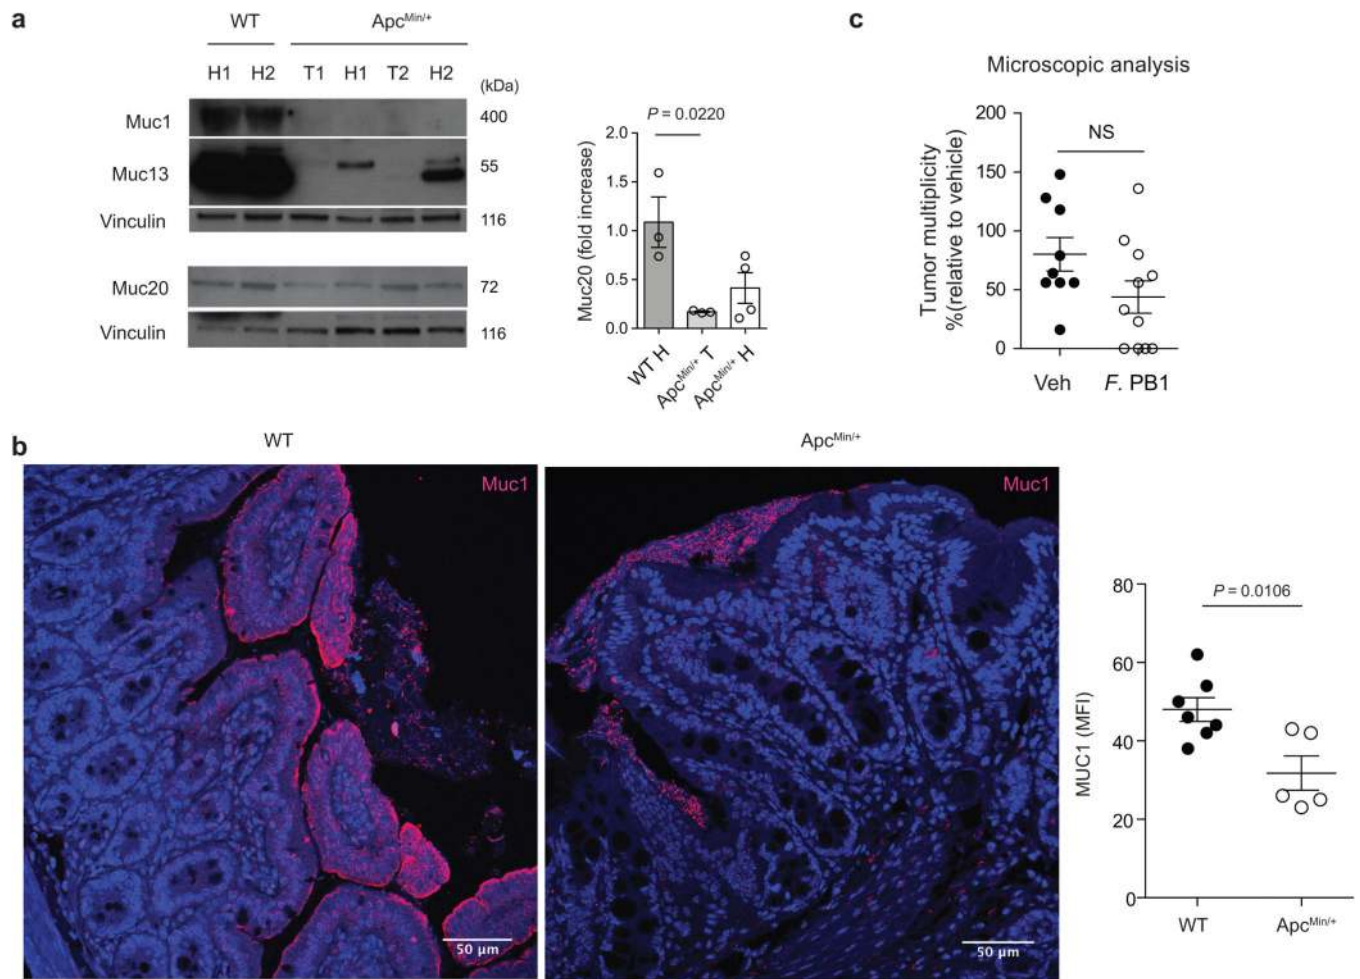 a
WT
Apc^Min/+
H1 H2 T1 H1 T2 H2
(kDa)
Muc1 400
Muc13 55
Vinculin 116
Muc20 72
Vinculin 116
P = 0.0220
Muc20 (fold increase)
2.0
1.5
1.0
0.5
0.0
WT H
Apc^Min/+ T
Apc^Min/+ H
c
Microscopic analysis
NS
Tumor multiplicity
%(relative to vehicle)
200
150
100
50
0
Veh
F. PB1
b
WT
Muc1
50 µm
Apc^Min/+
Muc1
50 µm
P = 0.0106
MUC1 (MFI)
80
60
40
20
0
WT
Apc^Min/+